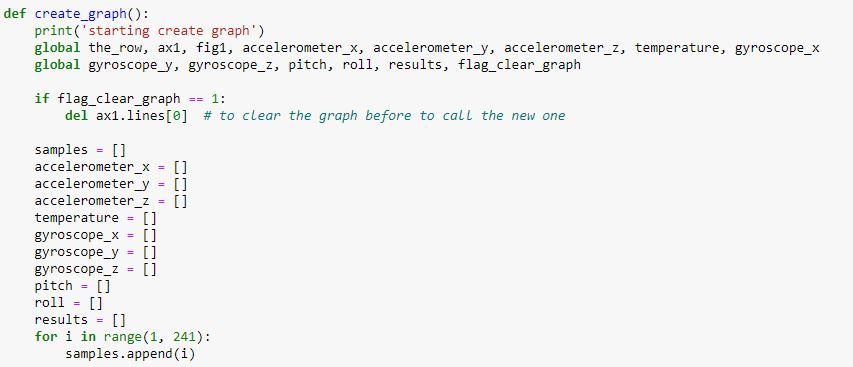 def create_graph():
    print('starting create graph')
    global the_row, ax1, fig1, accelerometer_x, accelerometer_y, accelerometer_z, temperature, gyroscope_x
    global gyroscope_y, gyroscope_z, pitch, roll, results, flag_clear_graph

    if flag_clear_graph == 1:
        del ax1.lines[0]  # to clear the graph before to call the new one

    samples = []
    accelerometer_x = []
    accelerometer_y = []
    accelerometer_z = []
    temperature = []
    gyroscope_x = []
    gyroscope_y = []
    gyroscope_z = []
    pitch = []
    roll = []
    results = []
    for i in range(1, 241):
        samples.append(i)